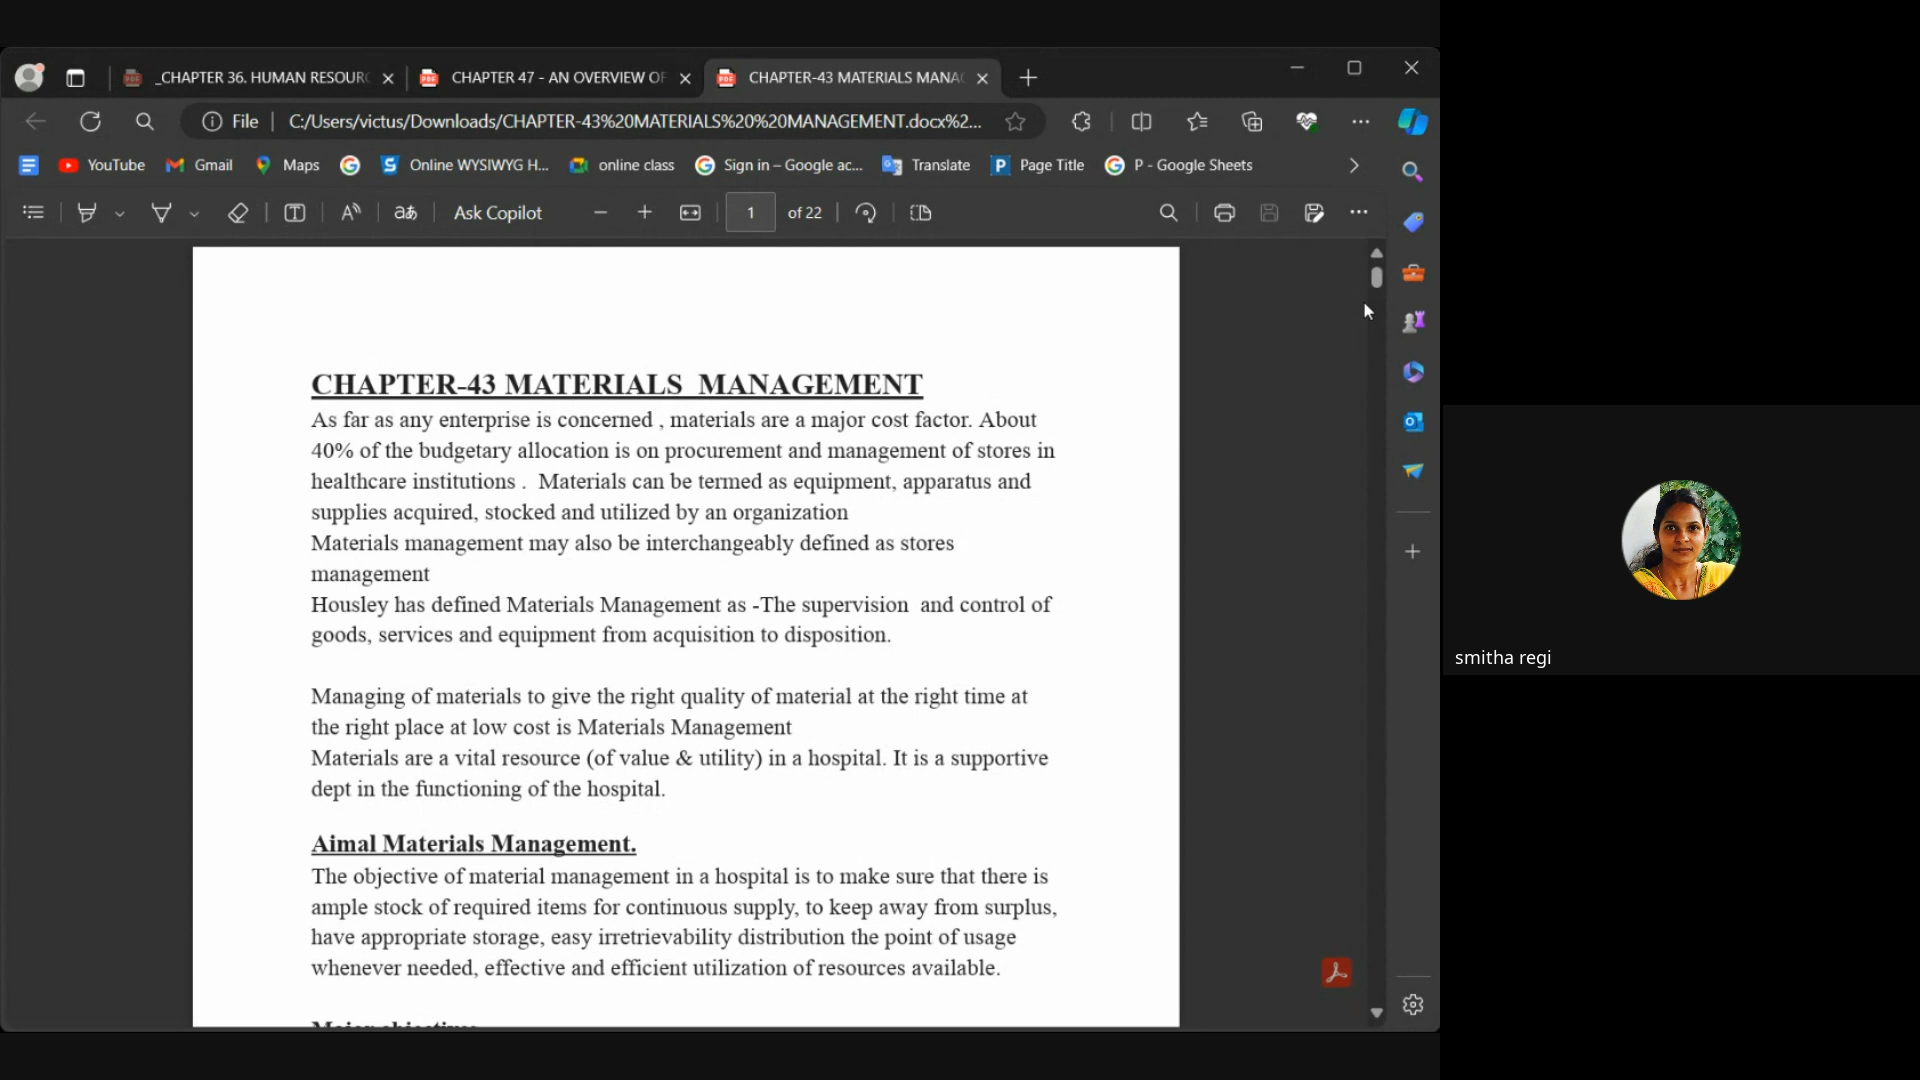 _CHAPTER 36. HUMAN RESOUR
CHAPTER 47 - AN OVERVIEW OF
CHAPTER-43 MATERIALS MANA
File
C:/Users/victus/Downloads/CHAPTER-43%20MATERIALS%20%20MANAGEMENT.docx%2...
YouTube
Gmail
Maps
Online WYSIWYG H...
online class
Sign in – Google ac...
Translate
Page Title
P - Google Sheets
Ask Copilot
1
of 22
CHAPTER-43 MATERIALS  MANAGEMENT
As far as any enterprise is concerned , materials are a major cost factor. About
40% of the budgetary allocation is on procurement and management of stores in
healthcare institutions .  Materials can be termed as equipment, apparatus and
supplies acquired, stocked and utilized by an organization
Materials management may also be interchangeably defined as stores
management
Housley has defined Materials Management as -The supervision  and control of
goods, services and equipment from acquisition to disposition.
Managing of materials to give the right quality of material at the right time at
the right place at low cost is Materials Management
Materials are a vital resource (of value & utility) in a hospital. It is a supportive
dept in the functioning of the hospital.
Aimal Materials Management.
The objective of material management in a hospital is to make sure that there is
ample stock of required items for continuous supply, to keep away from surplus,
have appropriate storage, easy irretrievability distribution the point of usage
whenever needed, effective and efficient utilization of resources available.
smitha regi